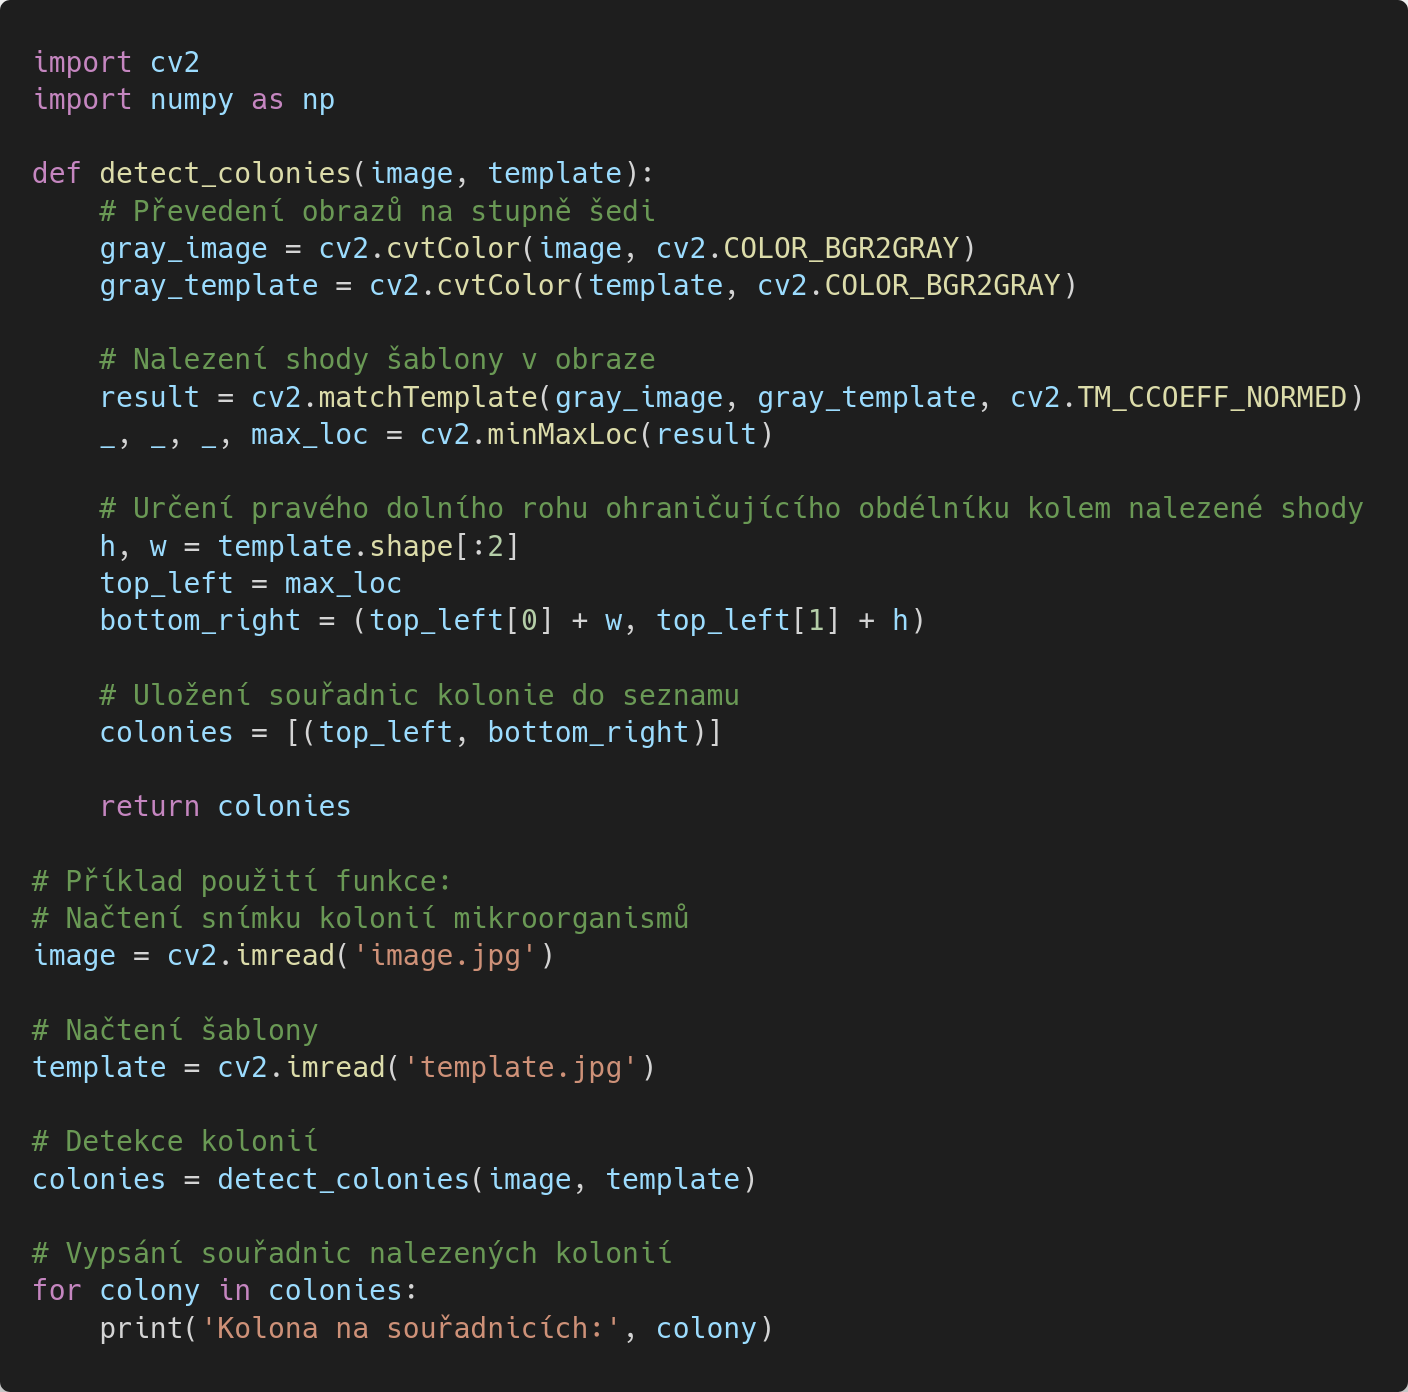 import cv2
import numpy as np

def detect_colonies(image, template):
    # Převedení obrazů na stupně šedi
    gray_image = cv2.cvtColor(image, cv2.COLOR_BGR2GRAY)
    gray_template = cv2.cvtColor(template, cv2.COLOR_BGR2GRAY)

    # Nalezení shody šablony v obraze
    result = cv2.matchTemplate(gray_image, gray_template, cv2.TM_CCOEFF_NORMED)
    _, _, _, max_loc = cv2.minMaxLoc(result)

    # Určení pravého dolního rohu ohraničujícího obdélníku kolem nalezené shody
    h, w = template.shape[:2]
    top_left = max_loc
    bottom_right = (top_left[0] + w, top_left[1] + h)

    # Uložení souřadnic kolonie do seznamu
    colonies = [(top_left, bottom_right)]

    return colonies

# Příklad použití funkce:
# Načtení snímku kolonií mikroorganismů
image = cv2.imread('image.jpg')

# Načtení šablony
template = cv2.imread('template.jpg')

# Detekce kolonií
colonies = detect_colonies(image, template)

# Vypsání souřadnic nalezených kolonií
for colony in colonies:
    print('Kolona na souřadnicích:', colony)